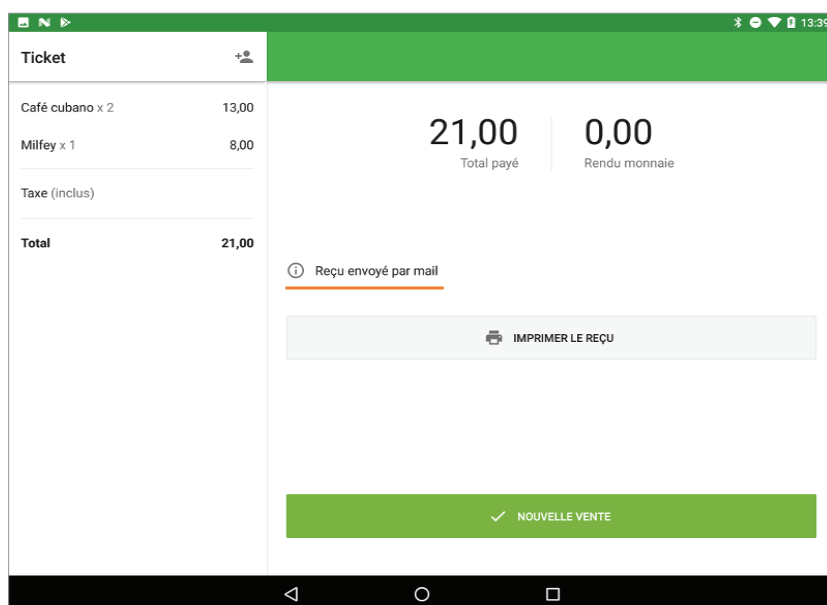 13:39
Ticket
Café cubano x 2 13,00
Milfey x 1 8,00
Taxe (inclus)
Total 21,00
21,00 0,00
Total payé Rendu monnaie
Reçu envoyé par mail
IMPRIMER LE REÇU
NOUVELLE VENTE